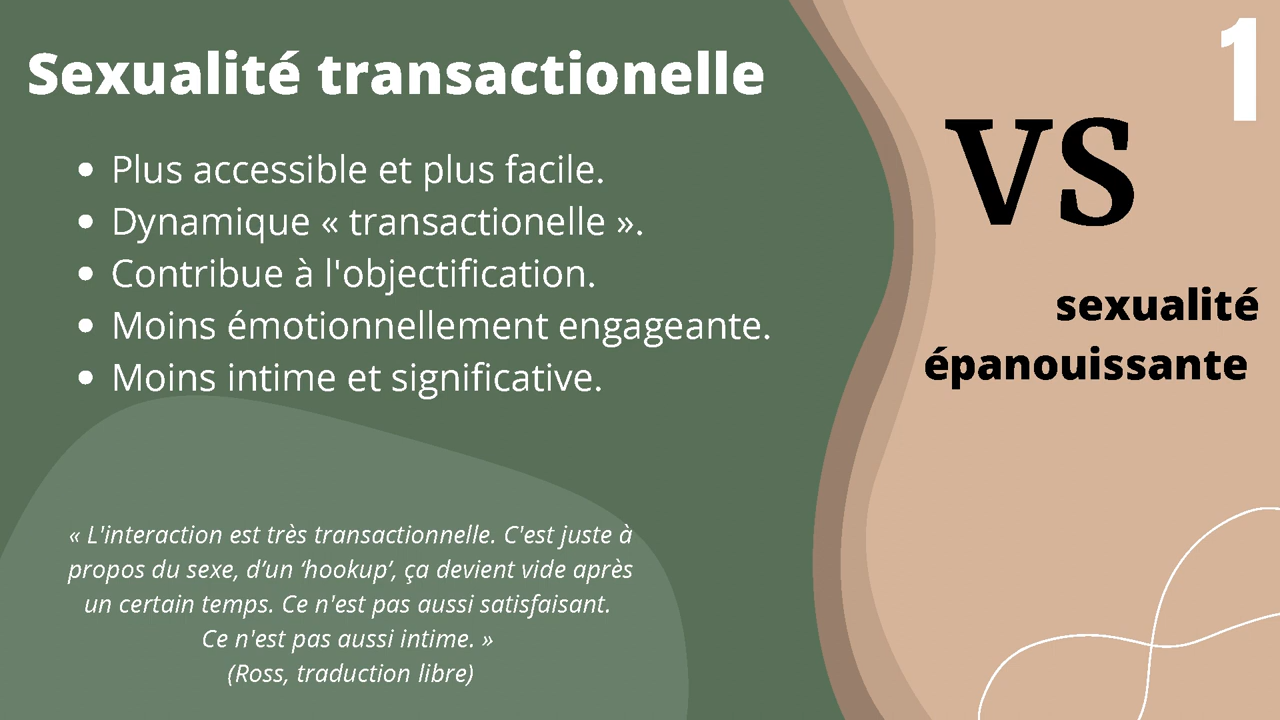 Sexualité transactionelle
• Plus accessible et plus facile.
• Dynamique « transactionelle ».
• Contribue à l'objectification.
• Moins émotionnellement engageante.
• Moins intime et significative.
« L'interaction est très transactionnelle. C'est juste à
propos du sexe, d’un ‘hookup’, ça devient vide après
un certain temps. Ce n'est pas aussi satisfaisant.
Ce n'est pas aussi intime. »
(Ross, traduction libre)
1
VS
sexualité
épanouissante